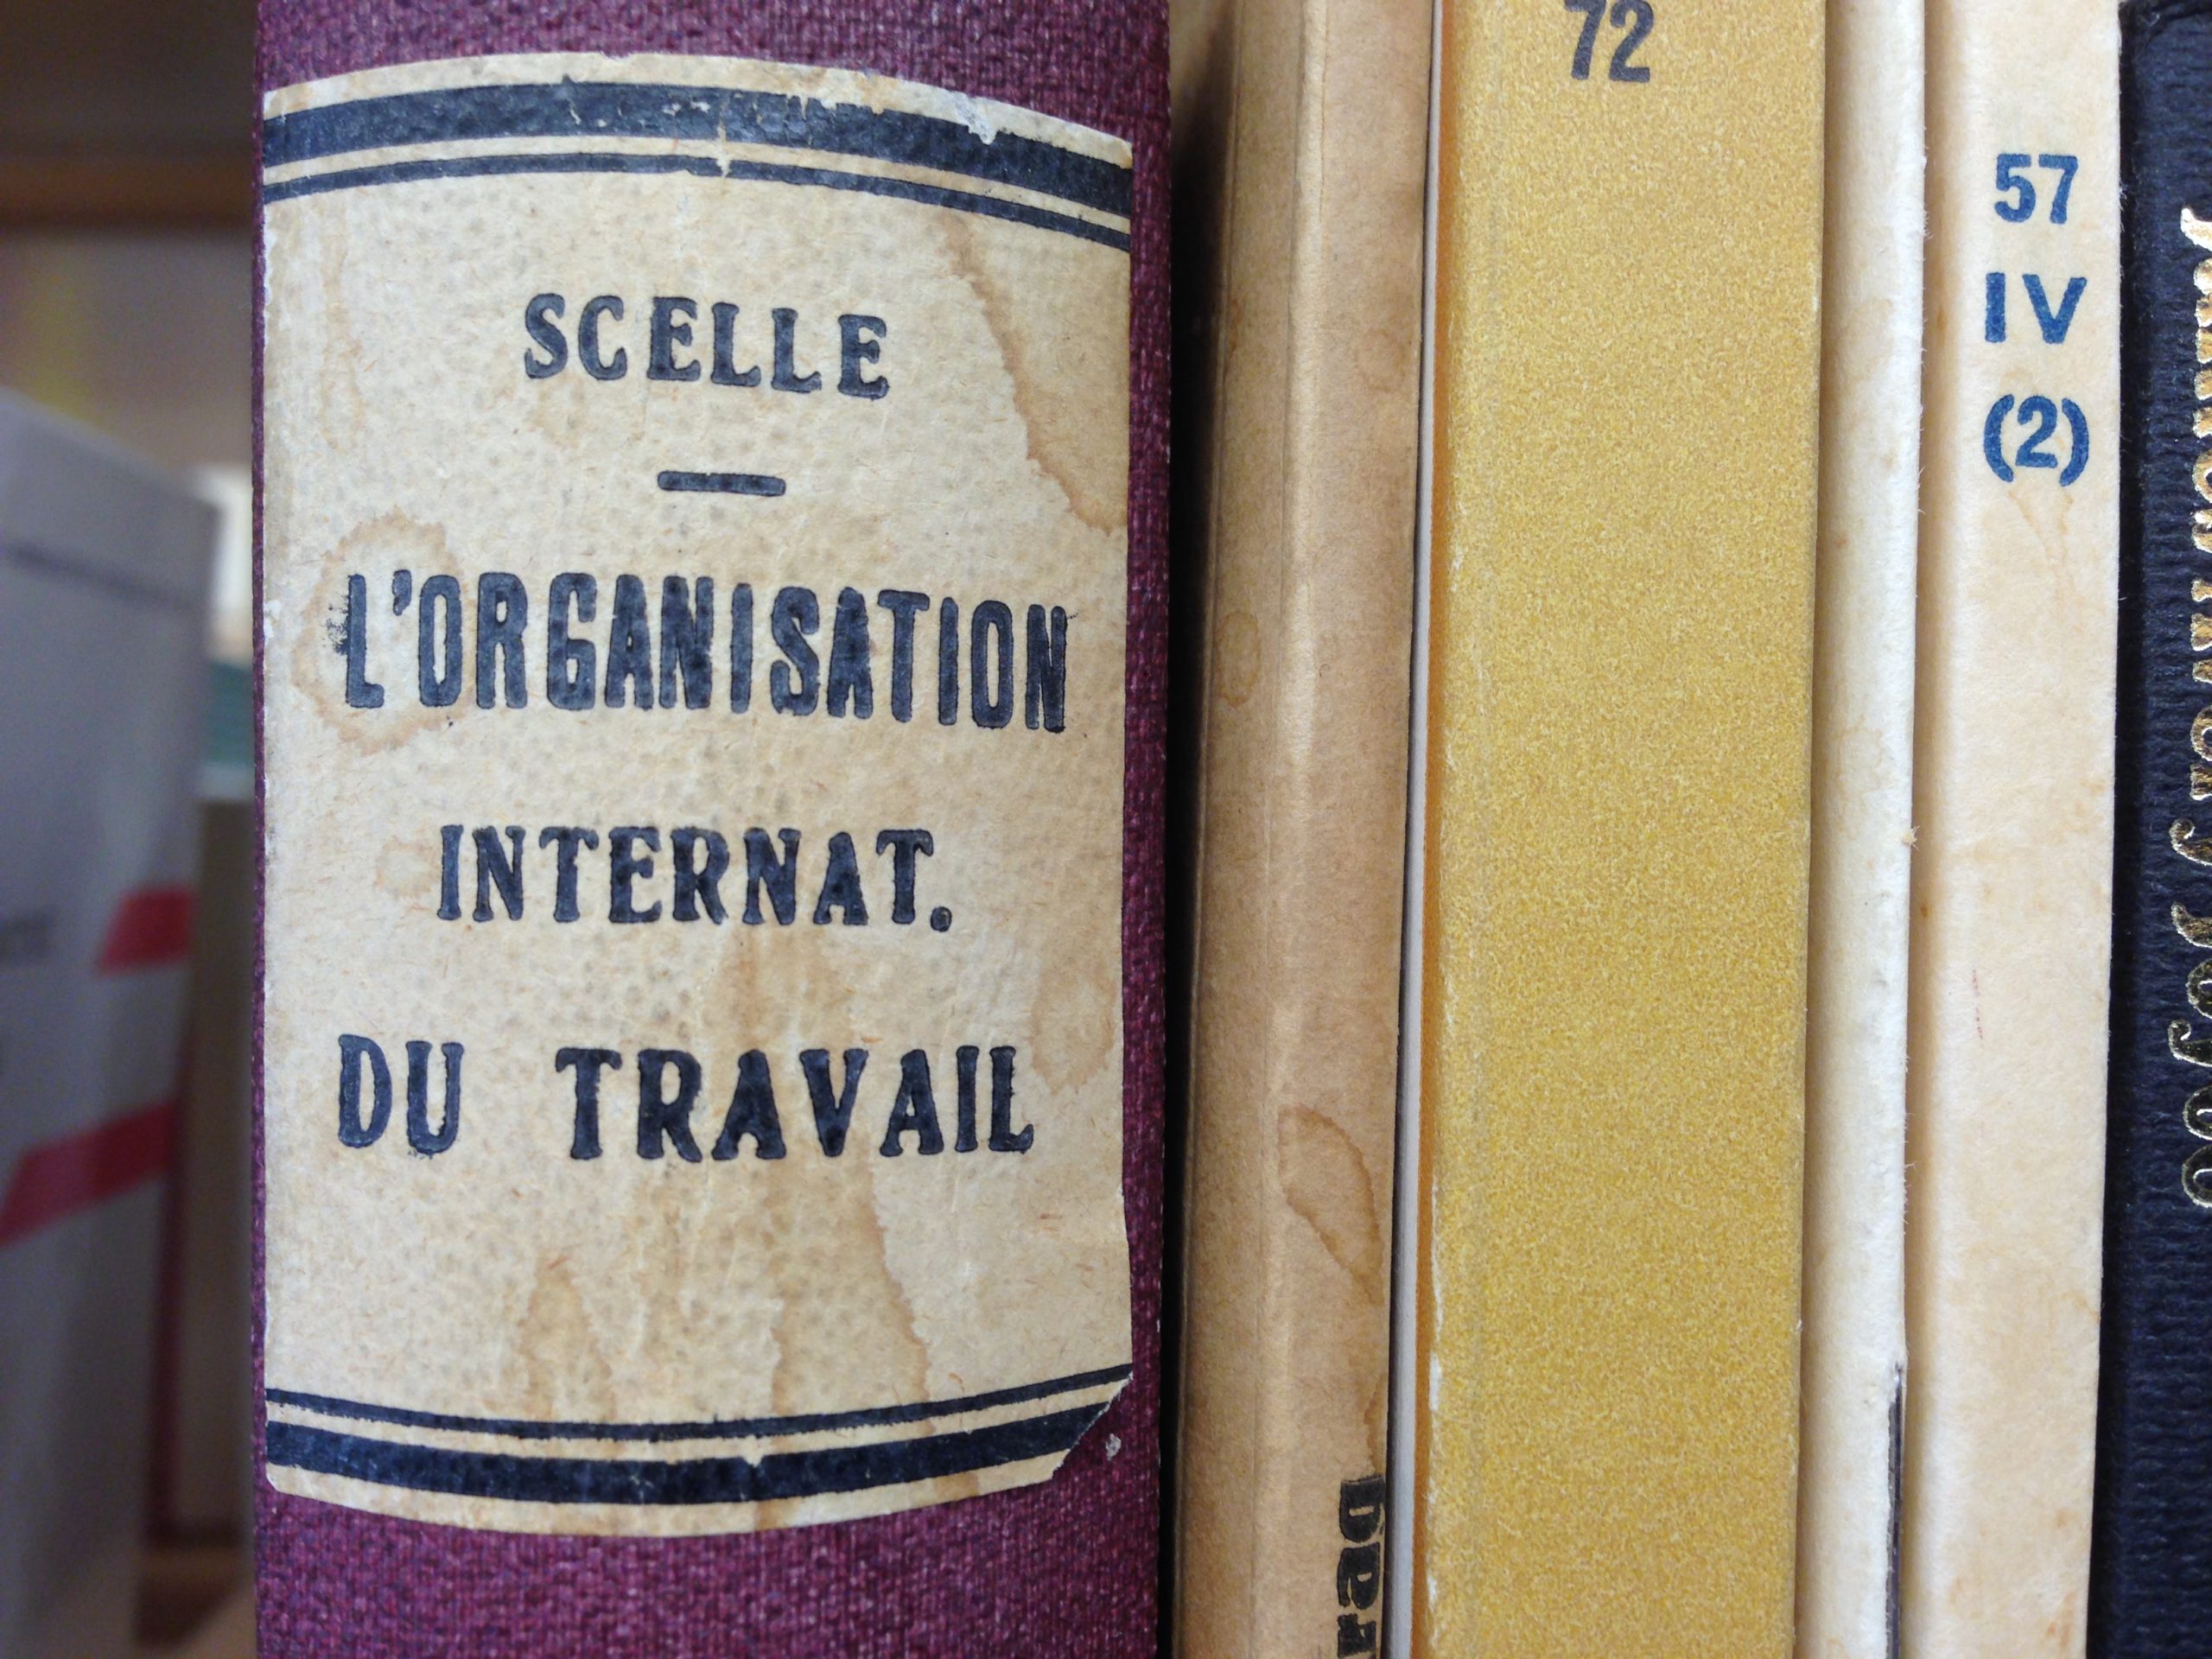 SCELLE
L'ORGANISATION
INTERNAT.
DU TRAVAIL
72
57
IV
(2)